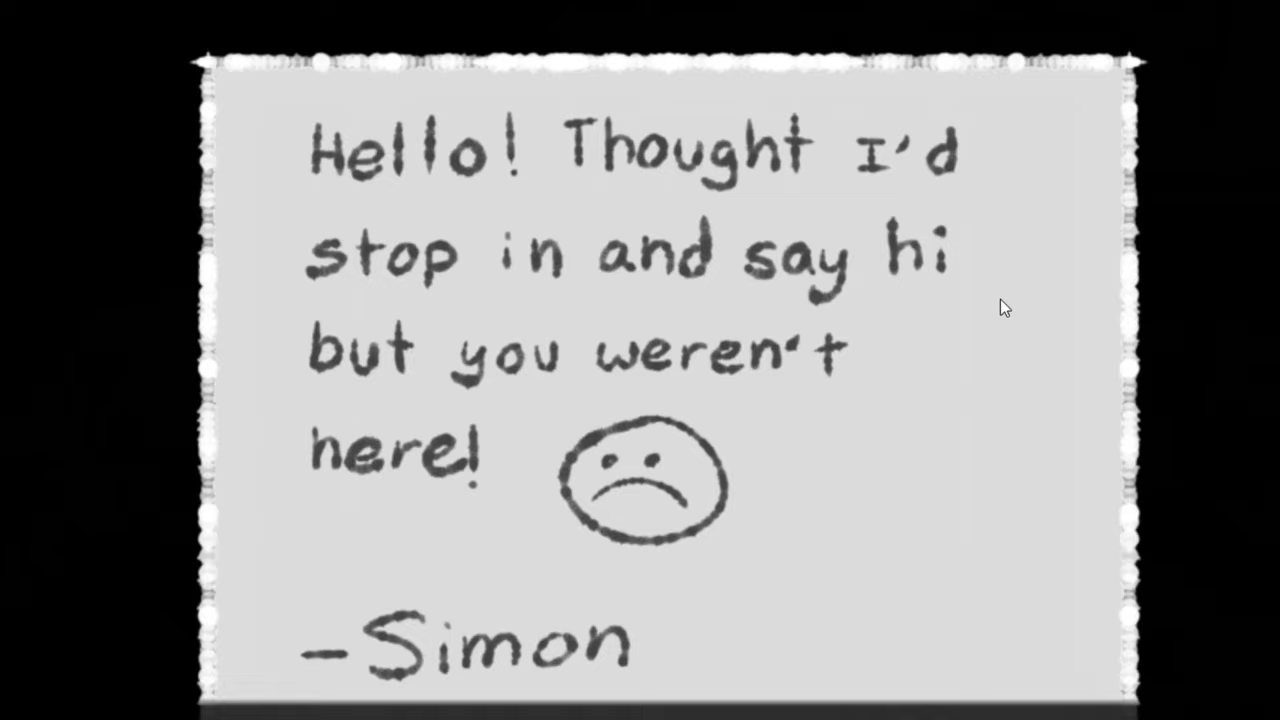 Hello! Thought I'd
stop in and say hi
but you weren't
here!
-Simon